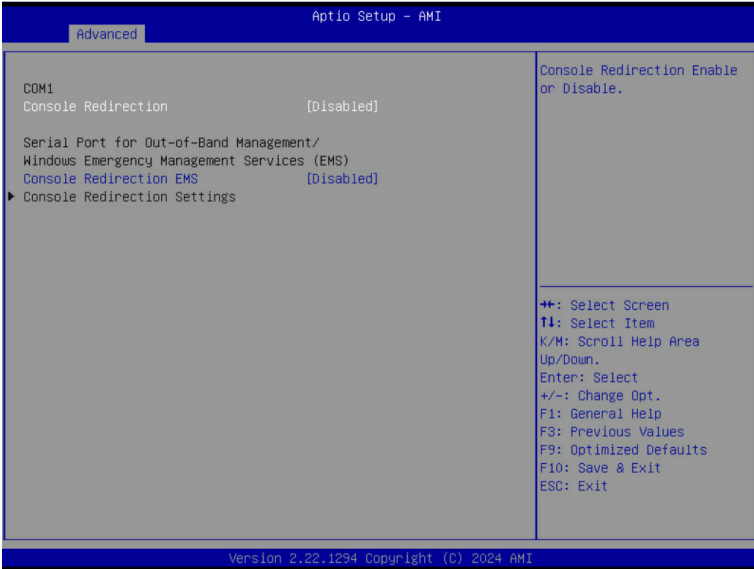 Aptio Setup – AMI
Advanced
COM1
Console Redirection [Disabled]
Serial Port for Out-of-Band Management/
Windows Emergency Management Services (EMS)
Console Redirection EMS [Disabled]
▶ Console Redirection Settings
Console Redirection Enable
or Disable.
→←: Select Screen
↑↓: Select Item
K/M: Scroll Help Area
Up/Down.
Enter: Select
+/-: Change Opt.
F1: General Help
F3: Previous Values
F9: Optimized Defaults
F10: Save & Exit
ESC: Exit
Version 2.22.1294 Copyright (C) 2024 AMI